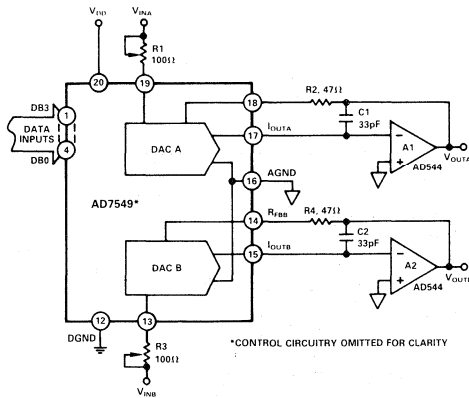 VDD
VINA
R1
100Ω
20
19
18
R2, 47Ω
C1
33pF
DB3
1
DATA
INPUTS
4
DB0
DAC A
17
IOUTA
A1
AD544
VOUTA
16
AGND
AD7549*
14
RFBB
R4, 47Ω
C2
33pF
DAC B
15
IOUTB
A2
AD544
VOUT
12
13
DGND
R3
100Ω
VINB
*CONTROL CIRCUITRY OMITTED FOR CLARITY